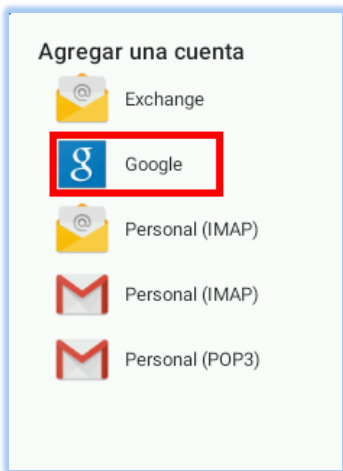 Agregar una cuenta
@ Exchange
g Google
@ Personal (IMAP)
Personal (IMAP)
Personal (POP3)